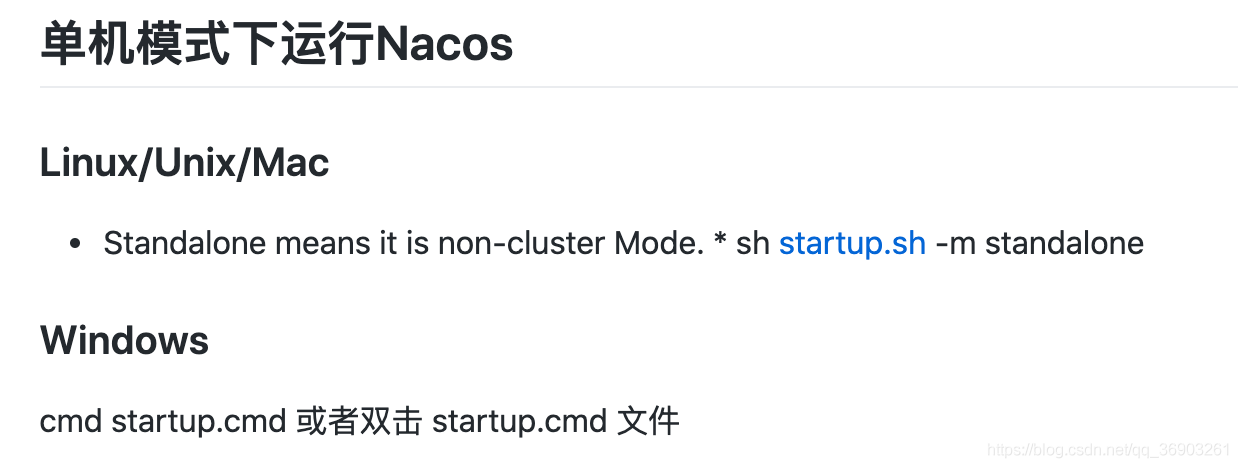 单机模式下运行Nacos
Linux/Unix/Mac
• Standalone means it is non-cluster Mode. * sh startup.sh -m standalone
Windows
cmd startup.cmd 或者双击 startup.cmd 文件
https://blog.csdn.net/qq_36903261